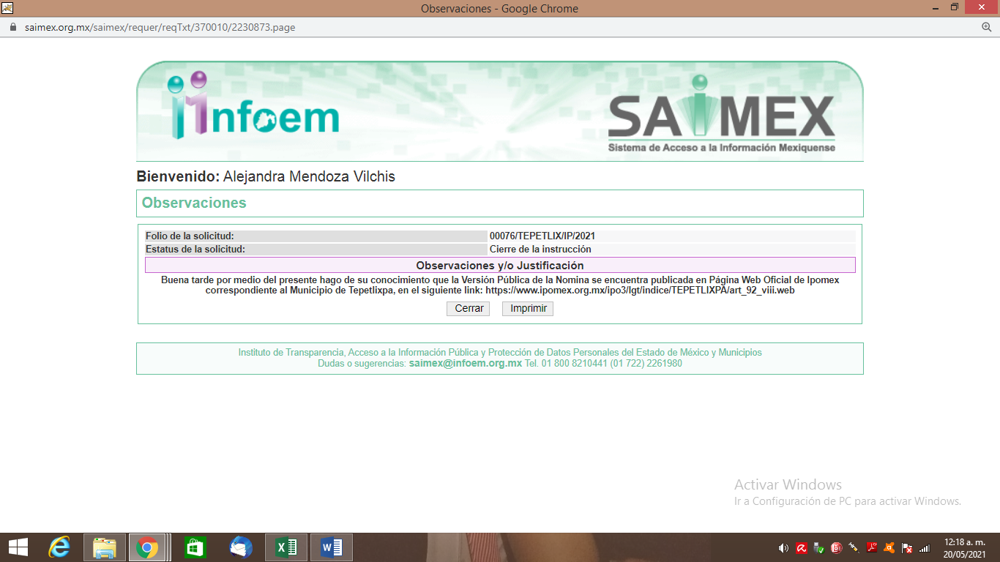 Observaciones - Google Chrome
saimex.org.mx/saimex/requer/reqTxt/370010/2230873.page
infoem
SAIMEX
Sistema de Acceso a la Información Mexiquense
Bienvenido: Alejandra Mendoza Vilchis
Observaciones
Folio de la solicitud: 00076/TEPETLIX/IP/2021
Estatus de la solicitud: Cierre de la instrucción
Observaciones y/o Justificación
Buena tarde por medio del presente hago de su conocimiento que la Versión Pública de la Nomina se encuentra publicada en Página Web Oficial de Ipomex
correspondiente al Municipio de Tepetlixpa, en el siguiente link: https://www.ipomex.org.mx/ipo3/lgt/indice/TEPETLIXPA/art_92_viii.web
Cerrar Imprimir
Instituto de Transparencia, Acceso a la Información Pública y Protección de Datos Personales del Estado de México y Municipios
Dudas o sugerencias: saimex@infoem.org.mx Tel. 01 800 8210441 (01 722) 2261980
Activar Windows
Ir a Configuración de PC para activar Windows.
12:18 a. m.
20/05/2021